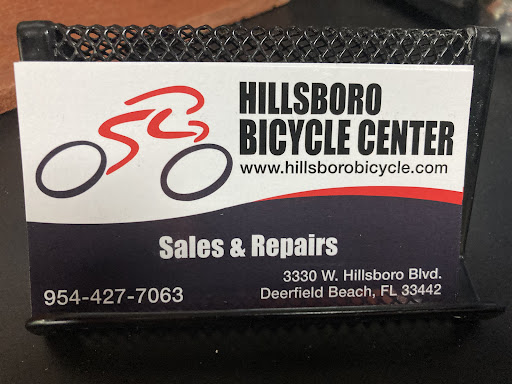 HILLSBORO
BICYCLE CENTER
www.hillsborobicycle.com
Sales & Repairs
3330 W. Hillsboro Blvd.
954-427-7063
Deerfield Beach, FL 33442